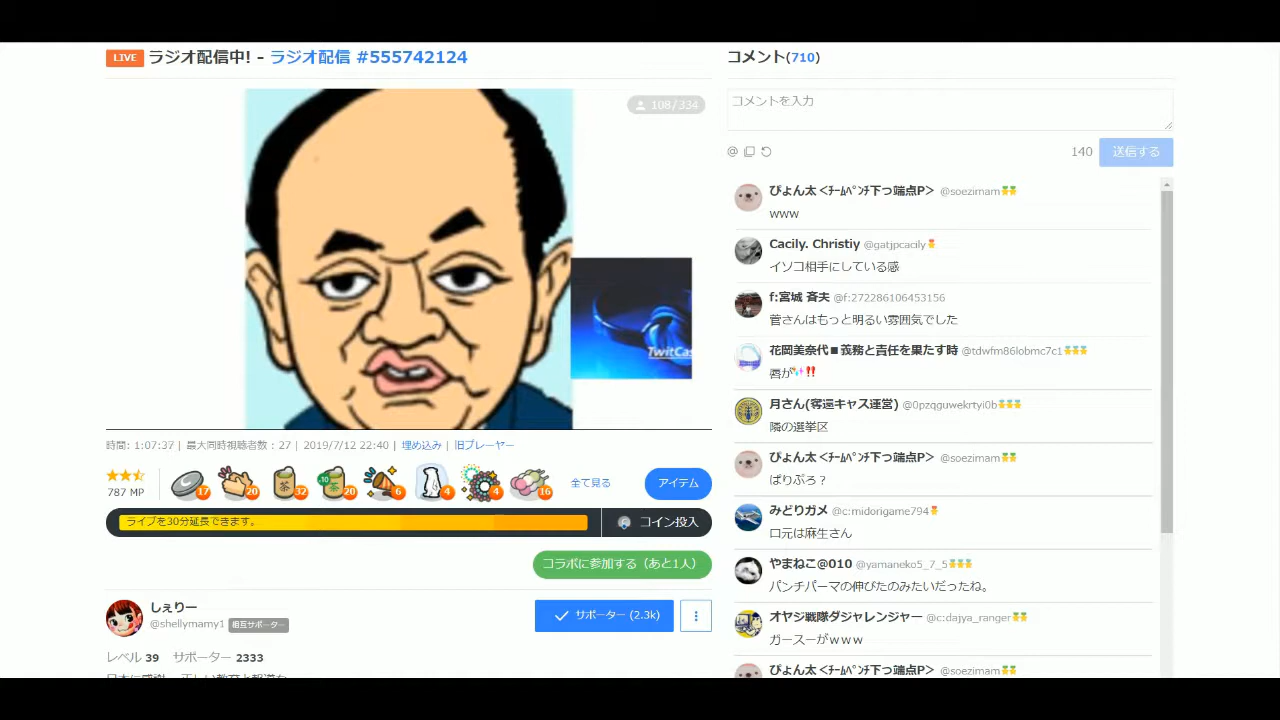 LIVE ラジオ配信中! - ラジオ配信 #555742124
108/334
TwitCas
時間: 1:07:37 | 最大同時視聴者数 : 27 | 2019/7/12 22:40 | 埋め込み | 旧プレーヤー
787 MP
17 20 茶 32 +10 茶 20 6 4 4 16
全て見る
アイテム
ライブを30分延長できます。
コイン投入
コラボに参加する（あと1人）
しぇりー
@shellymamy1 相互サポーター
サポーター (2.3k)
レベル 39 サポーター 2333
コメント(710)
コメントを入力
@ 140 送信する
ぴょん太<ﾁｰﾑﾍﾟﾝﾁ下っ端点P> @soezimam
www
Cacily. Christiy @gatjpcacily
イソコ相手にしている感
f:宮城 斉夫 @f:272286106453156
菅さんはもっと明るい雰囲気でした
花岡美奈代■義務と責任を果たす時 @tdwfm86lobmc7c1
唇が✨‼
月さん(客還キャス運営) @0pzqguwekrtyi0b
隣の選挙区
ぴょん太<ﾁｰﾑﾍﾟﾝﾁ下っ端点P> @soezimam
ぱりぷろ？
みどりガメ @c:midorigame794
口元は麻生さん
やまねこ@010 @yamaneko5_7_5
パンチパーマの伸びたのみたいだったね。
オヤジ戦隊ダジャレンジャー @c:dajya_ranger
ガースーがｗｗｗ
ぴょん太<ﾁｰﾑﾍﾟﾝﾁ下っ端点P> @soezimam